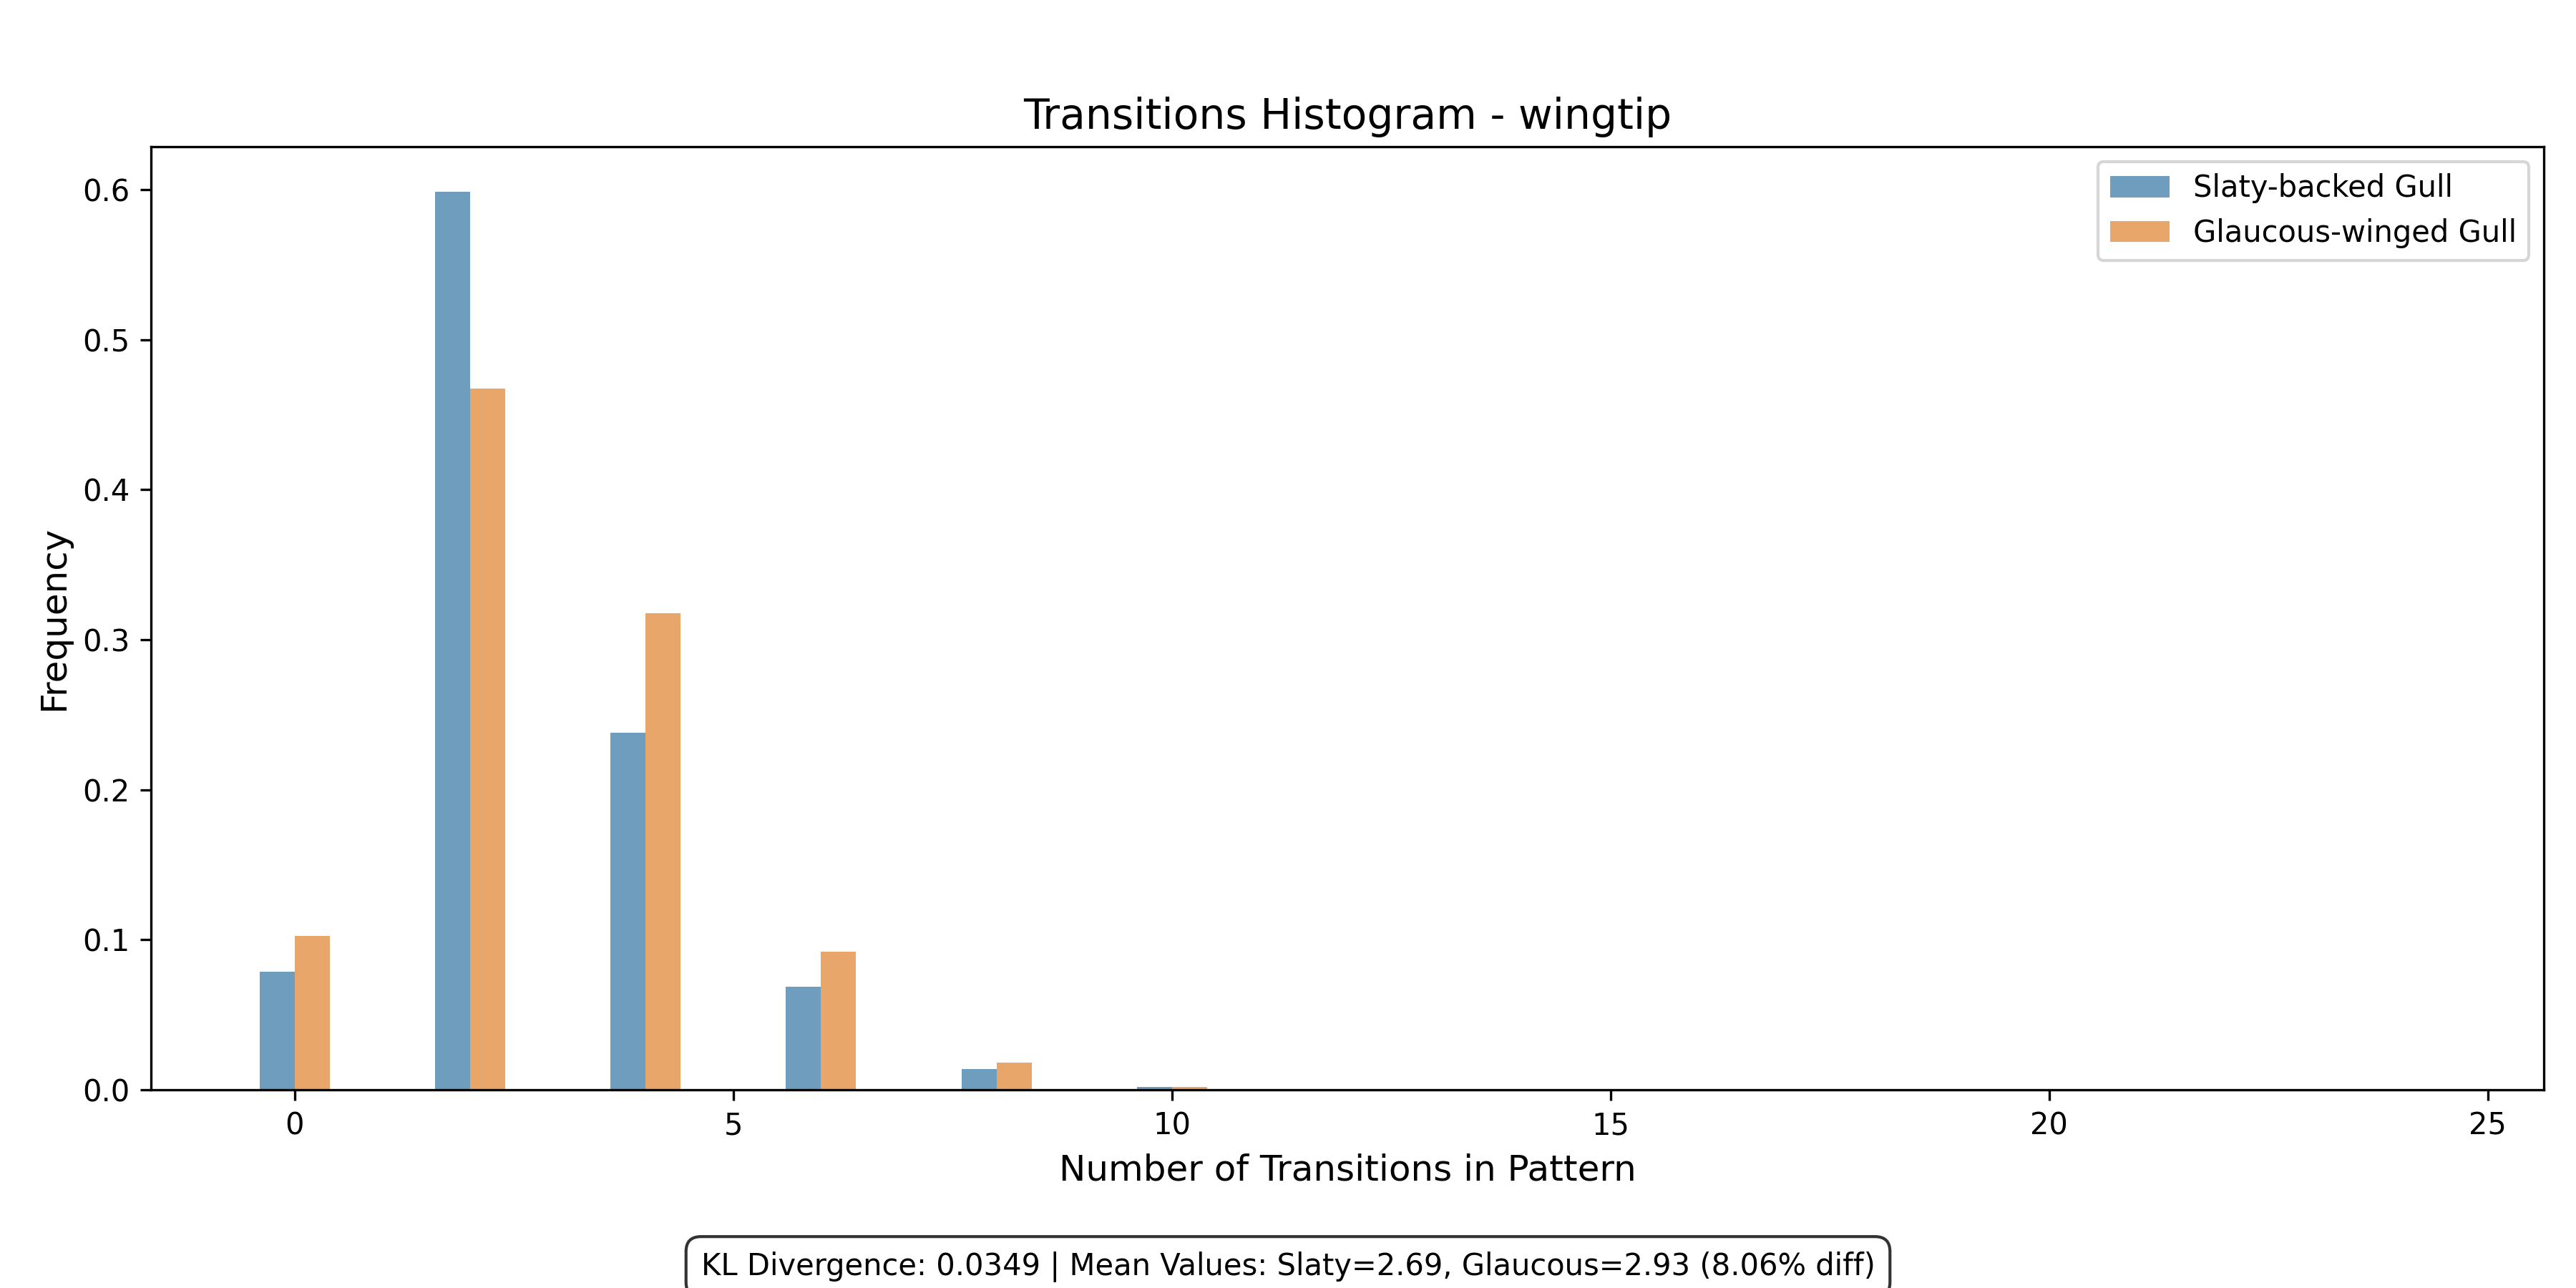 Transitions Histogram - wingtip
Slaty-backed Gull
Glaucous-winged Gull
Frequency
0.6
0.5
0.4
0.3
0.2
0.1
0.0
0 5 10 15 20 25
Number of Transitions in Pattern
KL Divergence: 0.0349 | Mean Values: Slaty=2.69, Glaucous=2.93 (8.06% diff)